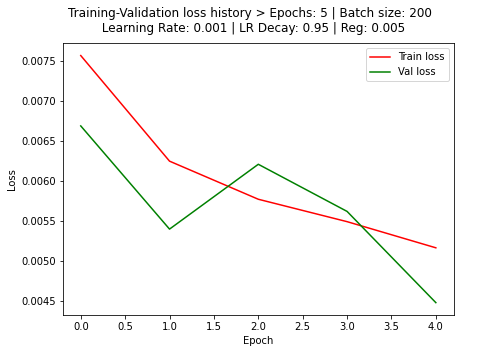 Training-Validation loss history > Epochs: 5 | Batch size: 200
Learning Rate: 0.001 | LR Decay: 0.95 | Reg: 0.005
Train loss
Val loss
0.0075
0.0070
0.0065
0.0060
0.0055
0.0050
0.0045
Loss
0.0 0.5 1.0 1.5 2.0 2.5 3.0 3.5 4.0
Epoch